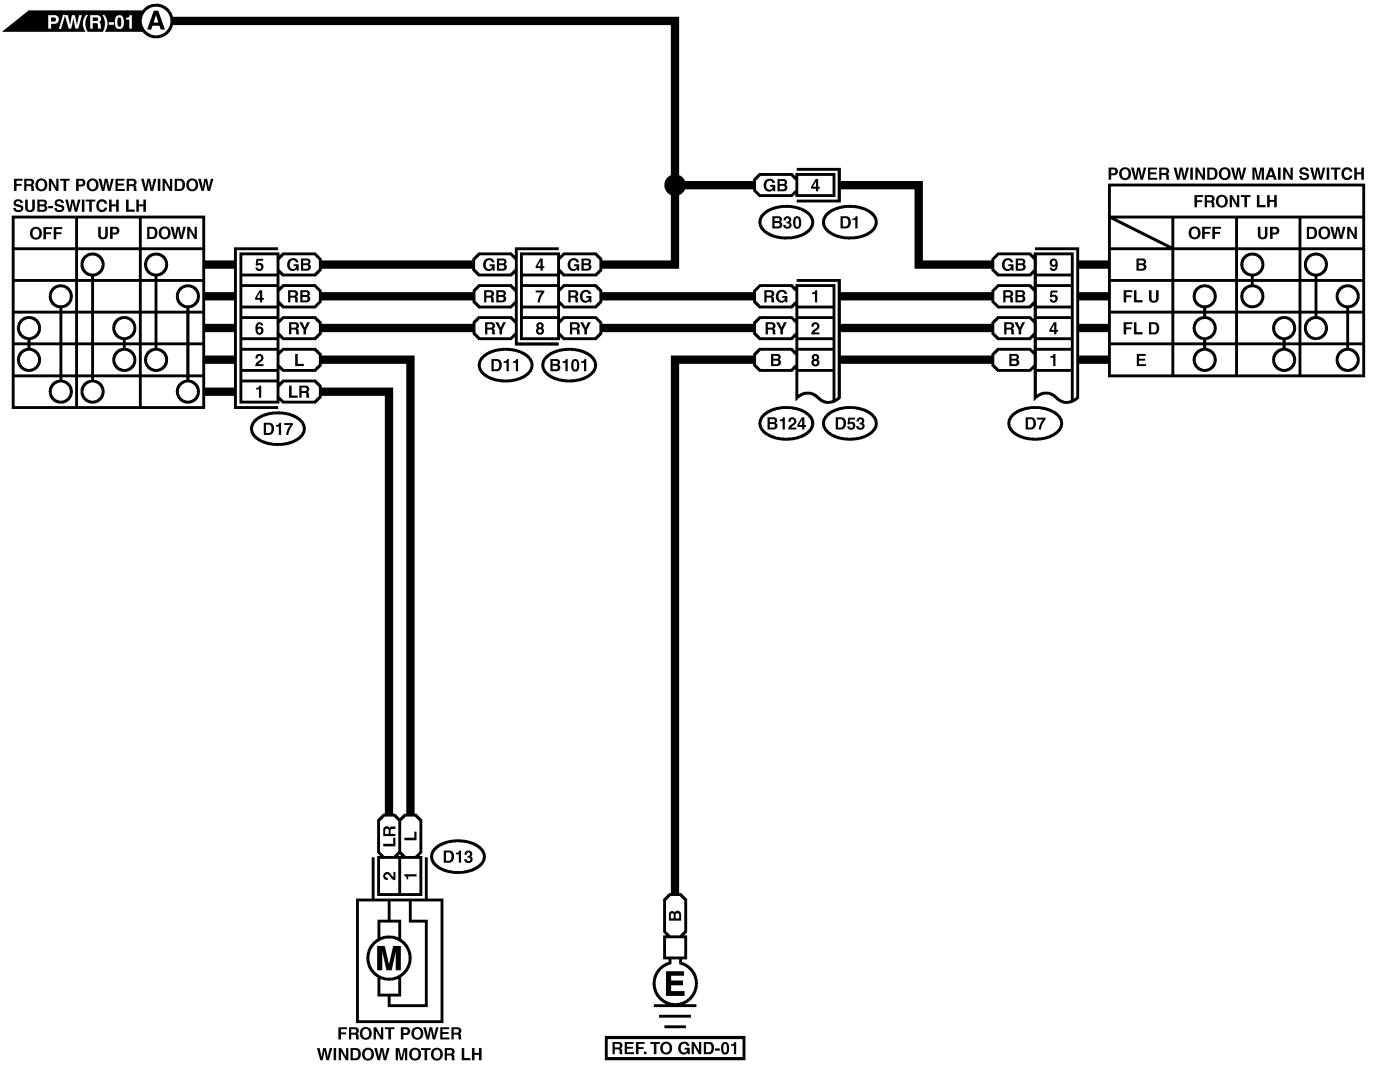 P/W(R)-01 A
FRONT POWER WINDOW
SUB-SWITCH LH
OFF UP DOWN
POWER WINDOW MAIN SWITCH
FRONT LH
OFF UP DOWN
GB 4
B30 D1
5 GB GB 4 GB GB 9 B
4 RB RB 7 RG RG 1 RB 5 FL U
6 RY RY 8 RY RY 2 RY 4 FL D
2 L B 8 B 1 E
1 LR
D11 B101
D17
B124 D53
D7
LR L
2 1
D13
M
FRONT POWER
WINDOW MOTOR LH
B
E
REF. TO GND-01